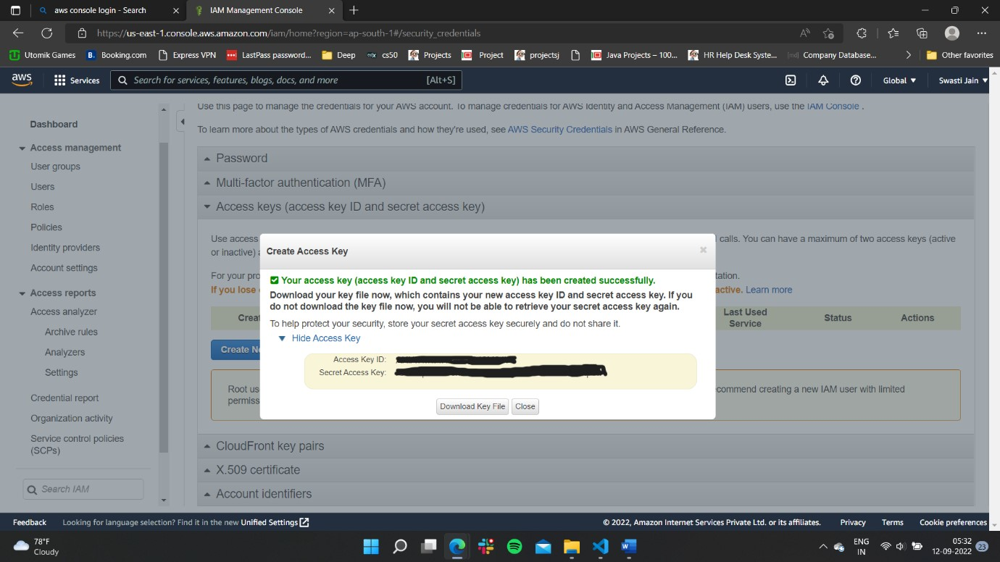 aws console login - Search
IAM Management Console
https://us-east-1.console.aws.amazon.com/iam/home?region=ap-south-1#/security_credentials
Utomik Games
Booking.com
Express VPN
LastPass password...
Deep
cs50
Projects
Project
projectsj
Java Projects – 100...
HR Help Desk Syste...
Company Database...
Other favorites
aws
Services
Search for services, features, blogs, docs, and more
[Alt+S]
Global
Swasti Jain
Dashboard
Access management
User groups
Users
Roles
Policies
Identity providers
Account settings
Access reports
Access analyzer
Archive rules
Analyzers
Settings
Credential report
Organization activity
Service control policies
(SCPs)
Search IAM
Use this page to manage the credentials for your AWS account. To manage credentials for AWS Identity and Access Management (IAM) users, use the IAM Console .
To learn more about the types of AWS credentials and how they're used, see AWS Security Credentials in AWS General Reference.
Password
Multi-factor authentication (MFA)
Access keys (access key ID and secret access key)
Use access
calls. You can have a maximum of two access keys (active
or inactive)
For your pro
tation.
If you lose
active. Learn more
Creat
Last Used
Service
Status
Actions
Create Ne
Root us
commend creating a new IAM user with limited
permiss
Create Access Key
Your access key (access key ID and secret access key) has been created successfully.
Download your key file now, which contains your new access key ID and secret access key. If you
do not download the key file now, you will not be able to retrieve your secret access key again.
To help protect your security, store your secret access key securely and do not share it.
Hide Access Key
Access Key ID:
Secret Access Key:
Download Key File
Close
CloudFront key pairs
X.509 certificate
Account identifiers
Feedback
Looking for language selection? Find it in the new Unified Settings
© 2022, Amazon Internet Services Private Ltd. or its affiliates.
Privacy
Terms
Cookie preferences
78°F
Cloudy
ENG
IN
05:32
12-09-2022
23